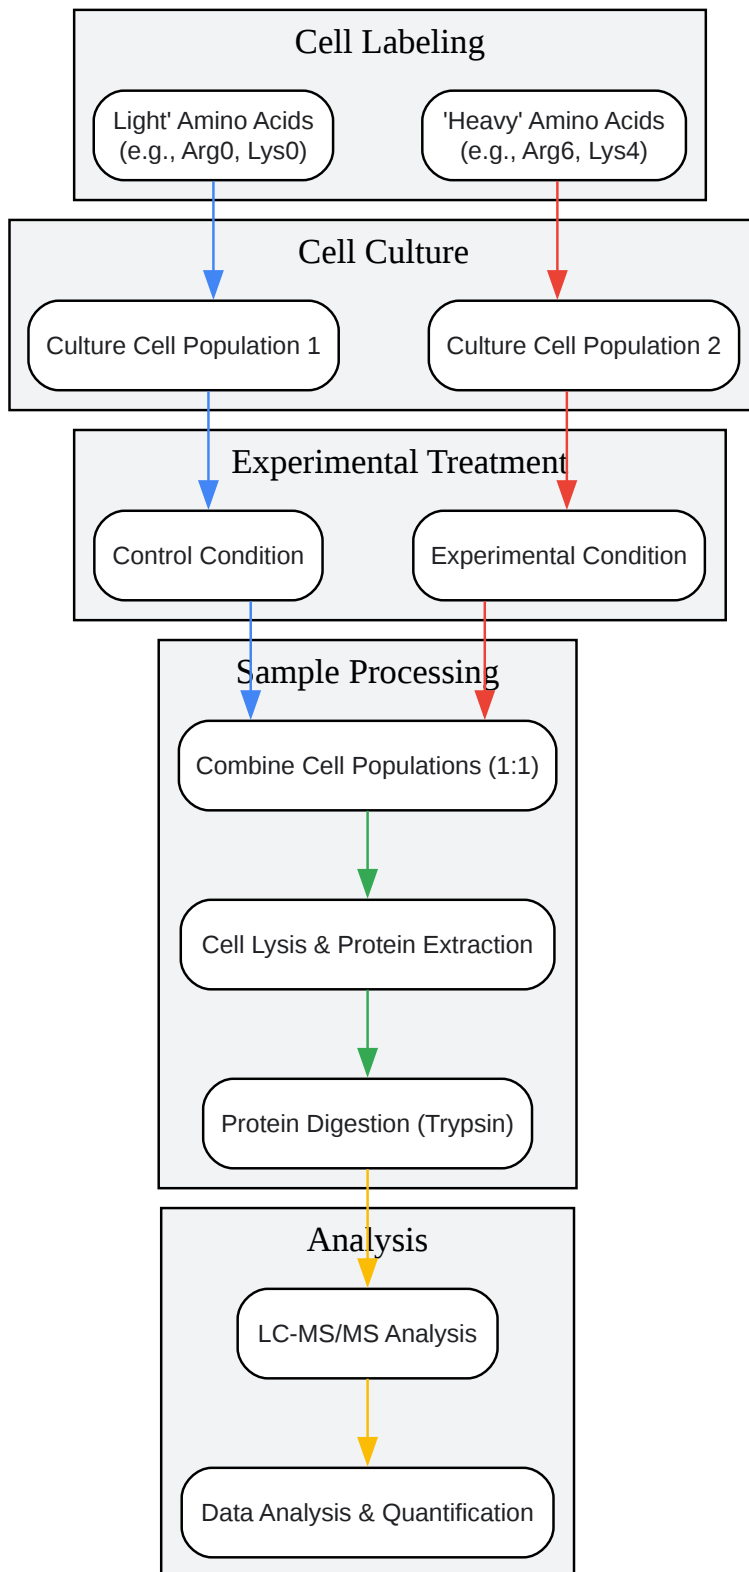 Cell Labeling
Light' Amino Acids
(e.g., Arg0, Lys0)
'Heavy' Amino Acids
(e.g., Arg6, Lys4)
Cell Culture
Culture Cell Population 1
Culture Cell Population 2
Experimental Treatment
Control Condition
Experimental Condition
Sample Processing
Combine Cell Populations (1:1)
Cell Lysis & Protein Extraction
Protein Digestion (Trypsin)
Analysis
LC-MS/MS Analysis
Data Analysis & Quantification